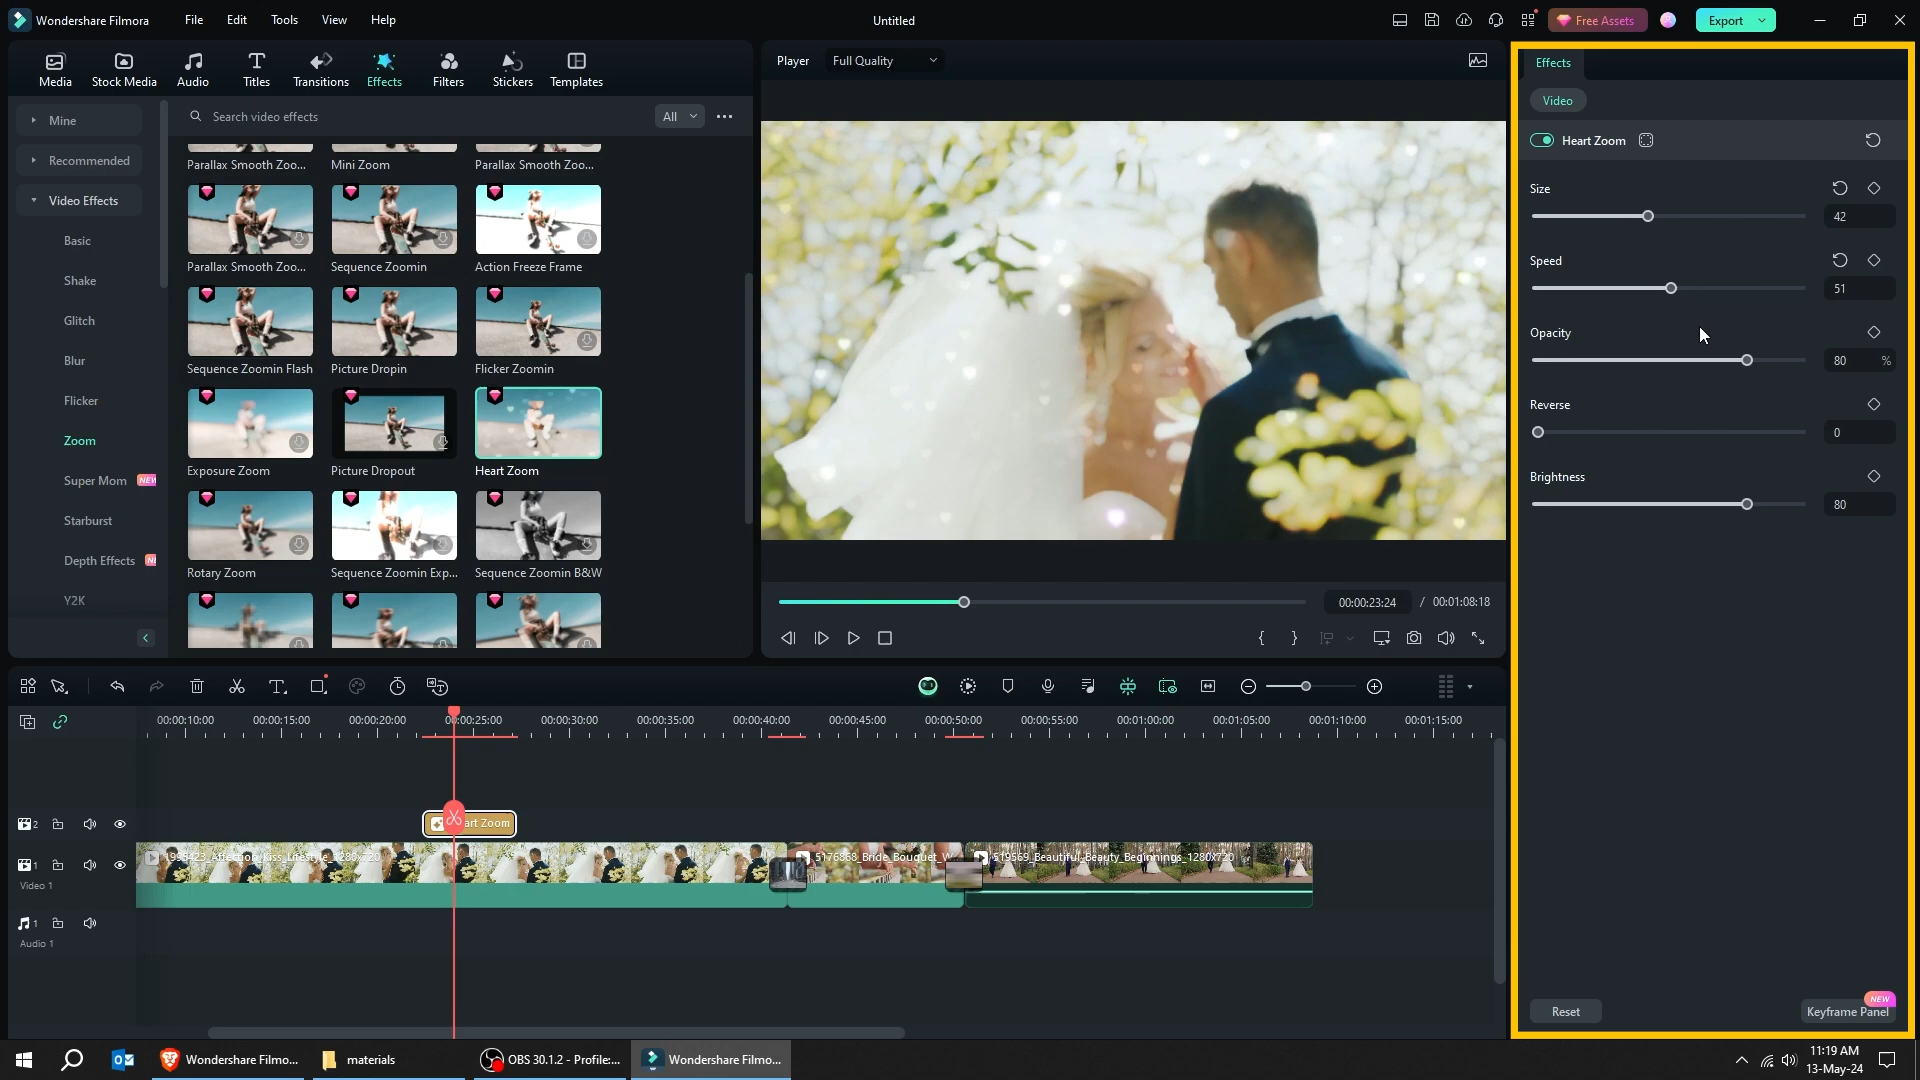 Wondershare Filmora
File
Edit
Tools
View
Help
Untitled
Free Assets
Export
Media
Stock Media
Audio
Titles
Transitions
Effects
Filters
Stickers
Templates
Mine
Recommended
Video Effects
Basic
Shake
Glitch
Blur
Flicker
Zoom
Super Mom
NEW
Starburst
Depth Effects
Y2K
Search video effects
All
Parallax Smooth Zoo...
Mini Zoom
Parallax Smooth Zoo...
Parallax Smooth Zoo...
Sequence Zoomin
Action Freeze Frame
Sequence Zoomin Flash
Picture Dropin
Flicker Zoomin
Exposure Zoom
Picture Dropout
Heart Zoom
Rotary Zoom
Sequence Zoomin Exp...
Sequence Zoomin B&W
Player
Full Quality
00:00:23:24 / 00:01:08:18
{ }
Effects
Video
Heart Zoom
Size
42
Speed
51
Opacity
80 %
Reverse
0
Brightness
80
Reset
NEW
Keyframe Panel
00:00:10:00
00:00:15:00
00:00:20:00
00:00:25:00
00:00:30:00
00:00:35:00
00:00:40:00
00:00:45:00
00:00:50:00
00:00:55:00
00:01:00:00
00:01:05:00
00:01:10:00
00:01:15:00
2
art Zoom
1
Video 1
1995423_Affection_Kiss_Lifestyle_1280x720
5176868_Bride_Bouquet_W
519569_Beautiful_Beauty_Beginnings_1280x720
1
Audio 1
Wondershare Filmo...
materials
OBS 30.1.2 - Profile:...
Wondershare Filmo...
11:19 AM
13-May-24